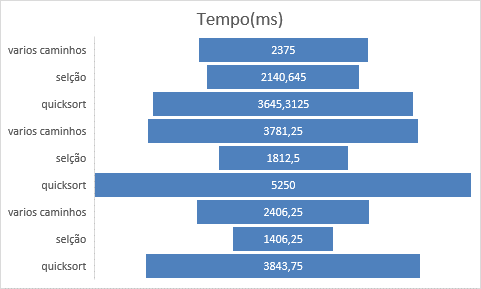 Tempo(ms)
varios caminhos 2375
selção 2140,645
quicksort 3645,3125
varios caminhos 3781,25
selção 1812,5
quicksort 5250
varios caminhos 2406,25
selção 1406,25
quicksort 3843,75